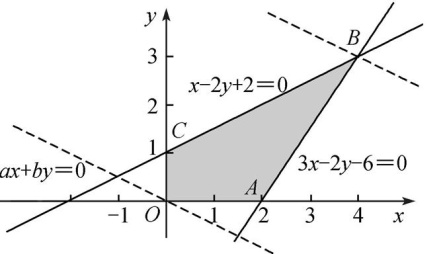 y
B
3
x-2y+2=0
2
C
1
ax+by=0
3x-2y-6=0
A
-1 O 1 2 3 4 x